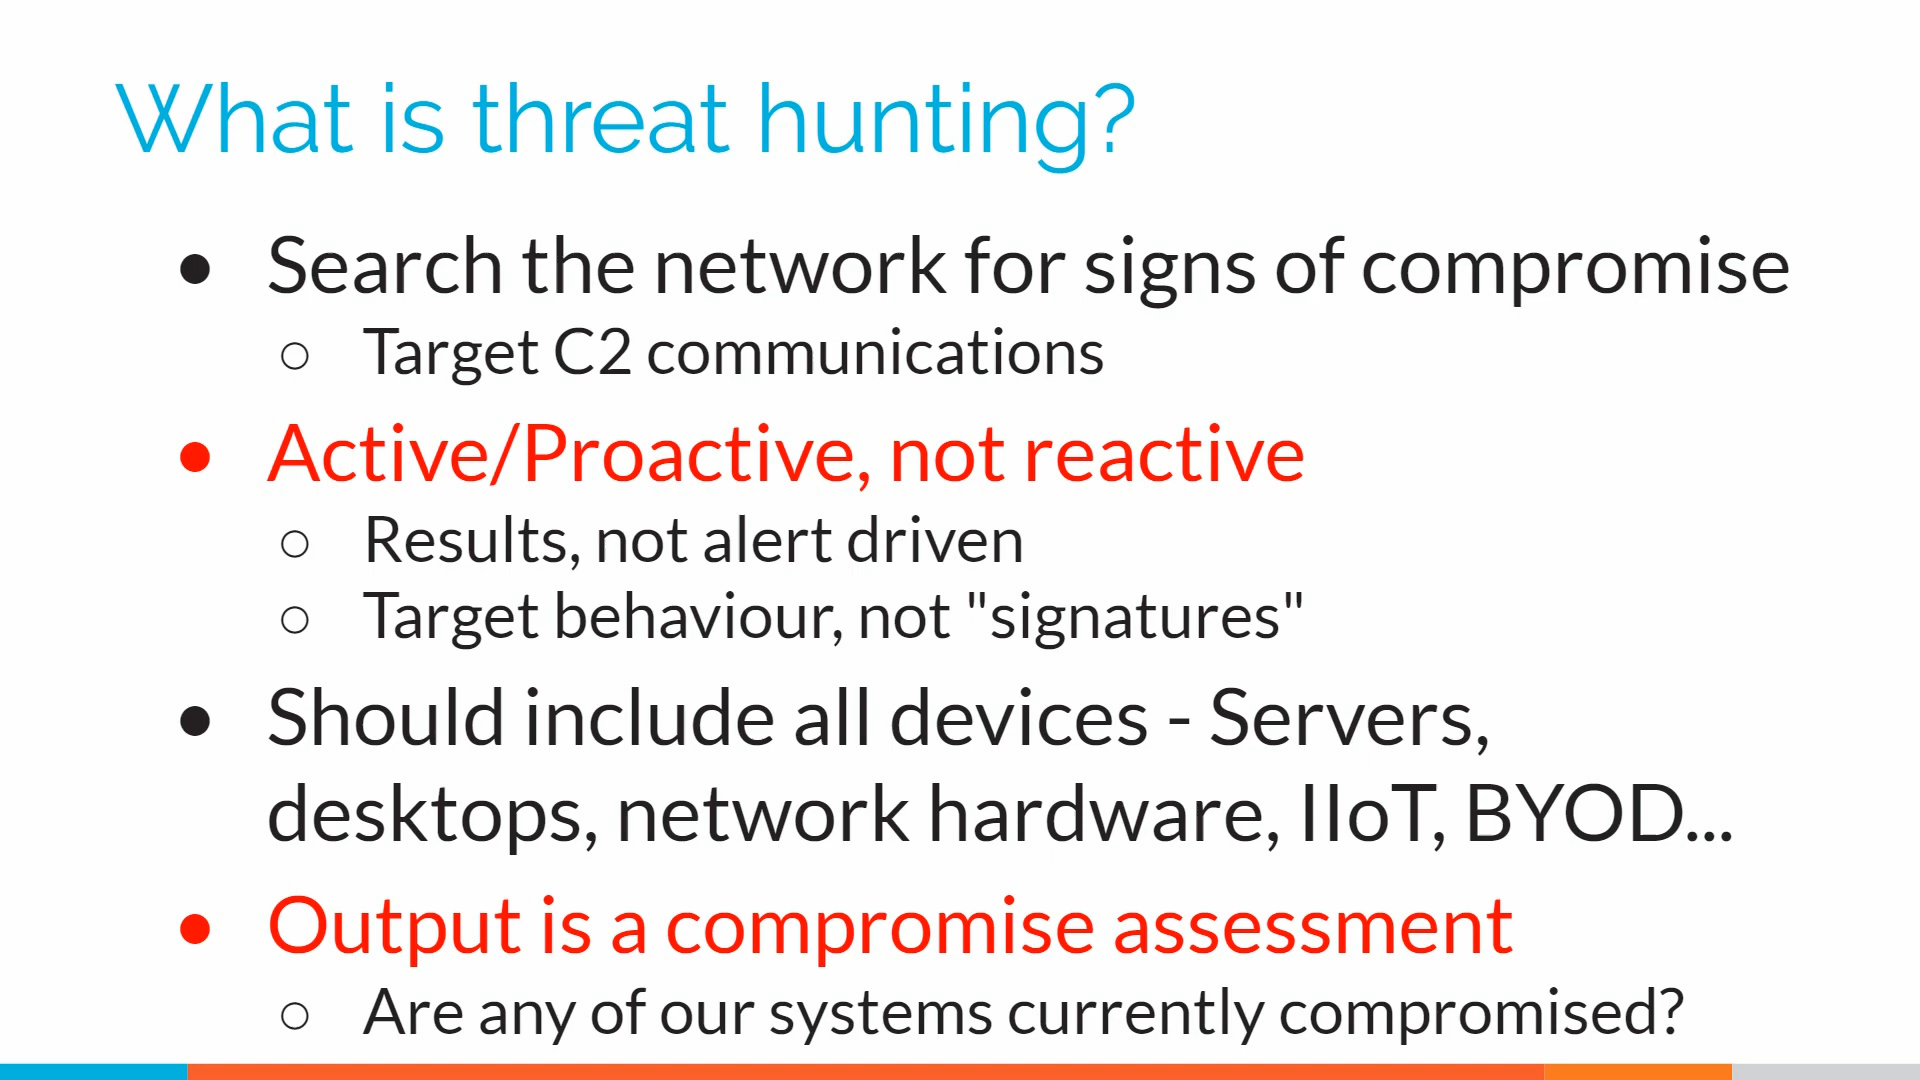 What is threat hunting?
● Search the network for signs of compromise
○ Target C2 communications
● Active/Proactive, not reactive
○ Results, not alert driven
○ Target behaviour, not "signatures"
● Should include all devices - Servers,
desktops, network hardware, IIoT, BYOD...
● Output is a compromise assessment
○ Are any of our systems currently compromised?